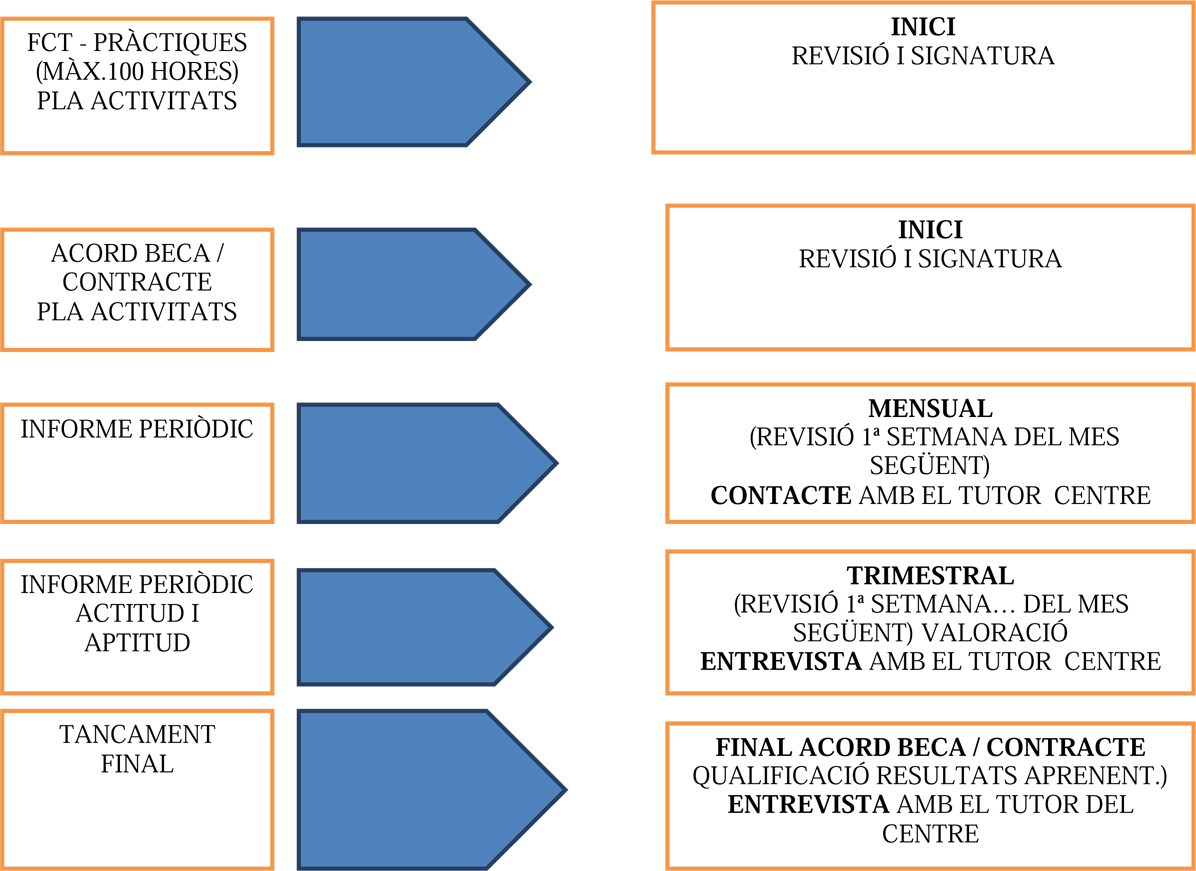 FCT - PRÀCTIQUES
(MÀX.100 HORES)
PLA ACTIVITATS
INICI
REVISIÓ I SIGNATURA
ACORD BECA /
CONTRACTE
PLA ACTIVITATS
INICI
REVISIÓ I SIGNATURA
INFORME PERIÒDIC
MENSUAL
(REVISIÓ 1ª SETMANA DEL MES
SEGÜENT)
CONTACTE AMB EL TUTOR CENTRE
INFORME PERIÒDIC
ACTITUD I
APTITUD
TRIMESTRAL
(REVISIÓ 1ª SETMANA… DEL MES
SEGÜENT) VALORACIÓ
ENTREVISTA AMB EL TUTOR CENTRE
TANCAMENT
FINAL
FINAL ACORD BECA / CONTRACTE
QUALIFICACIÓ RESULTATS APRENENT.)
ENTREVISTA AMB EL TUTOR DEL
CENTRE